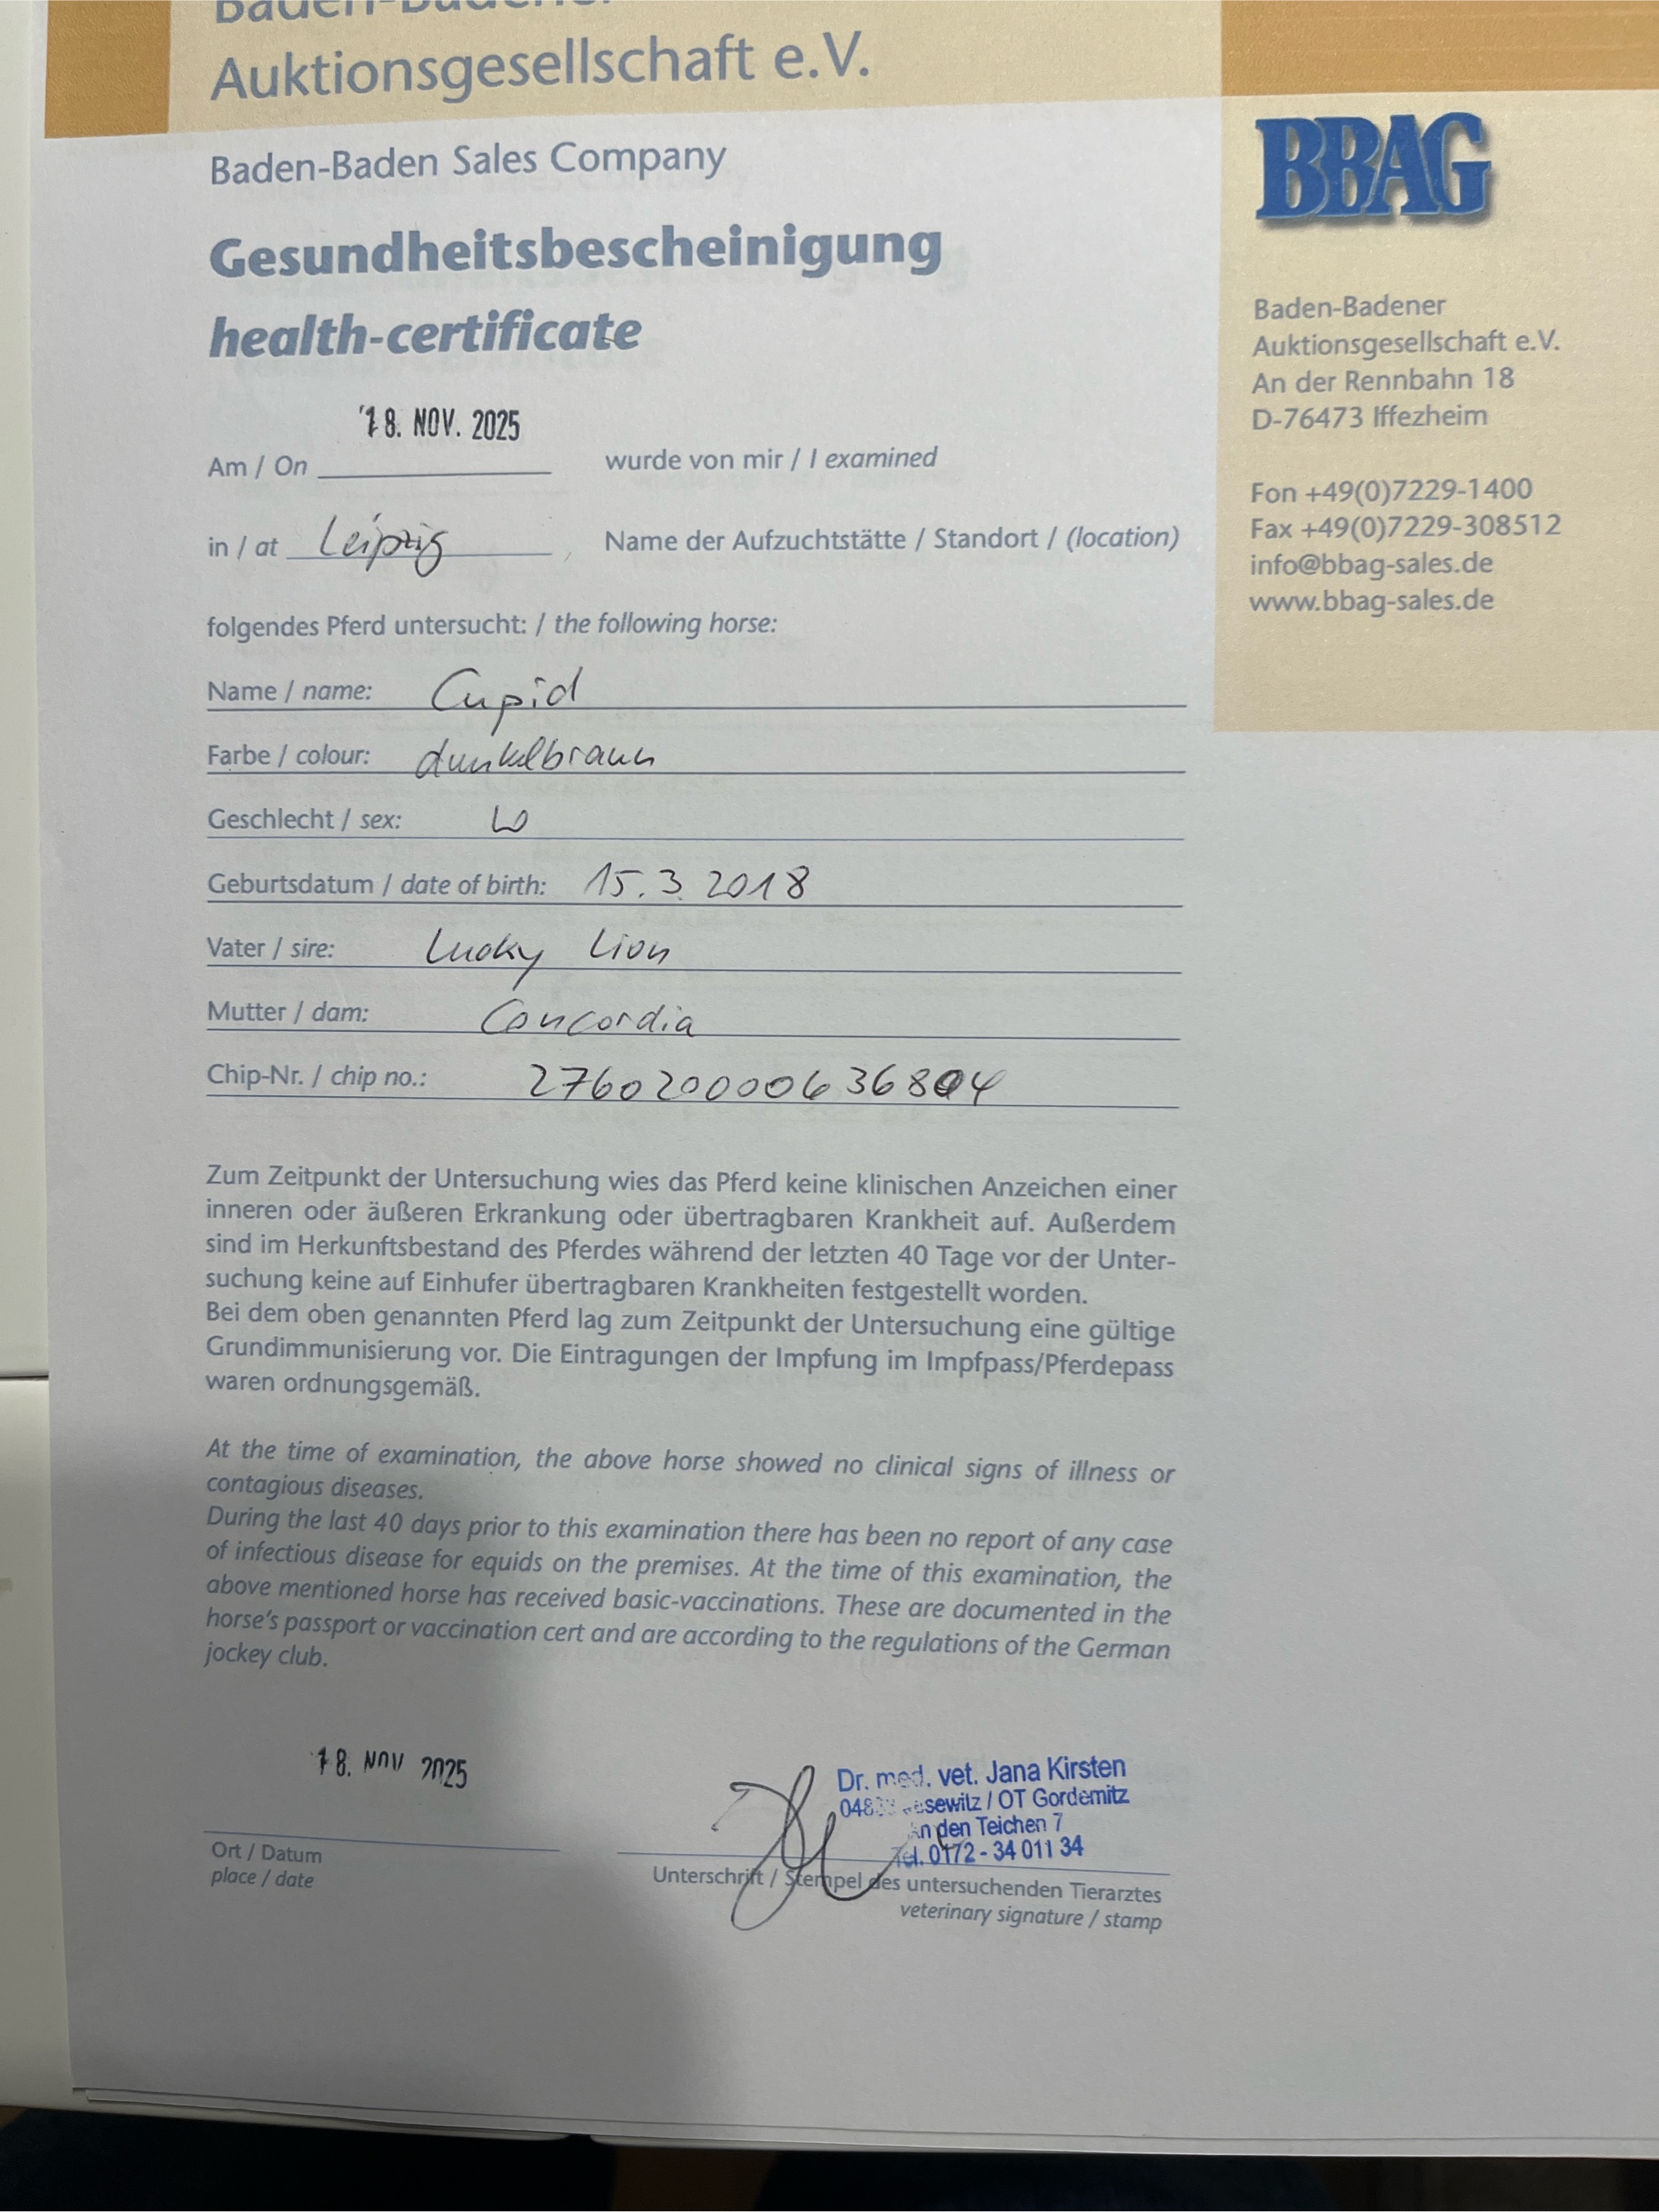 Baden-Badener
Auktionsgesellschaft e.V.
Baden-Baden Sales Company
Gesundheitsbescheinigung
health-certificate
18. NOV. 2025
Am / On wurde von mir / I examined
in / at Leipzig, Name der Aufzuchtstätte / Standort / (location)
folgendes Pferd untersucht: / the following horse:
Name / name: Cupid
Farbe / colour: dunkelbraun
Geschlecht / sex: W
Geburtsdatum / date of birth: 15.3.2018
Vater / sire: Lucky Lion
Mutter / dam: Concordia
Chip-Nr. / chip no.: 276020000636804
Zum Zeitpunkt der Untersuchung wies das Pferd keine klinischen Anzeichen einer
inneren oder äußeren Erkrankung oder übertragbaren Krankheit auf. Außerdem
sind im Herkunftsbestand des Pferdes während der letzten 40 Tage vor der Unter-
suchung keine auf Einhufer übertragbaren Krankheiten festgestellt worden.
Bei dem oben genannten Pferd lag zum Zeitpunkt der Untersuchung eine gültige
Grundimmunisierung vor. Die Eintragungen der Impfung im Impfpass/Pferdepass
waren ordnungsgemäß.
At the time of examination, the above horse showed no clinical signs of illness or
contagious diseases.
During the last 40 days prior to this examination there has been no report of any case
of infectious disease for equids on the premises. At the time of this examination, the
above mentioned horse has received basic-vaccinations. These are documented in the
horse's passport or vaccination cert and are according to the regulations of the German
jockey club.
18. NOV 2025
Dr. med. vet. Jana Kirsten
/ OT Gordemitz
An den Teichen 7
Tel. 0172 - 34 011 34
Ort / Datum
place / date
Unterschrift / Stempel des untersuchenden Tierarztes
veterinary signature / stamp
BBAG
Baden-Badener
Auktionsgesellschaft e.V.
An der Rennbahn 18
D-76473 Iffezheim
Fon +49(0)7229-1400
Fax +49(0)7229-308512
info@bbag-sales.de
www.bbag-sales.de